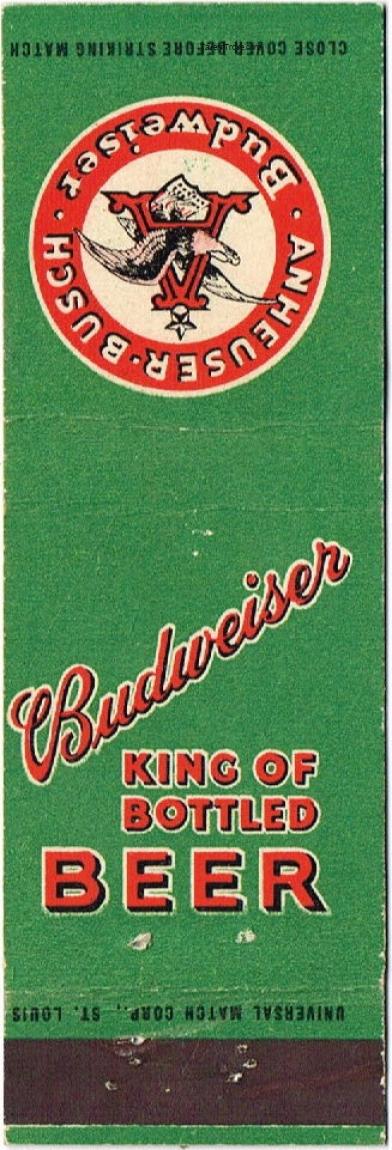 CLOSE COVER BEFORE STRIKING MATCH
ANHEUSER-BUSCH · Budweiser ·
Budweiser
KING OF
BOTTLED
BEER
UNIVERSAL MATCH CORP., ST. LOUIS